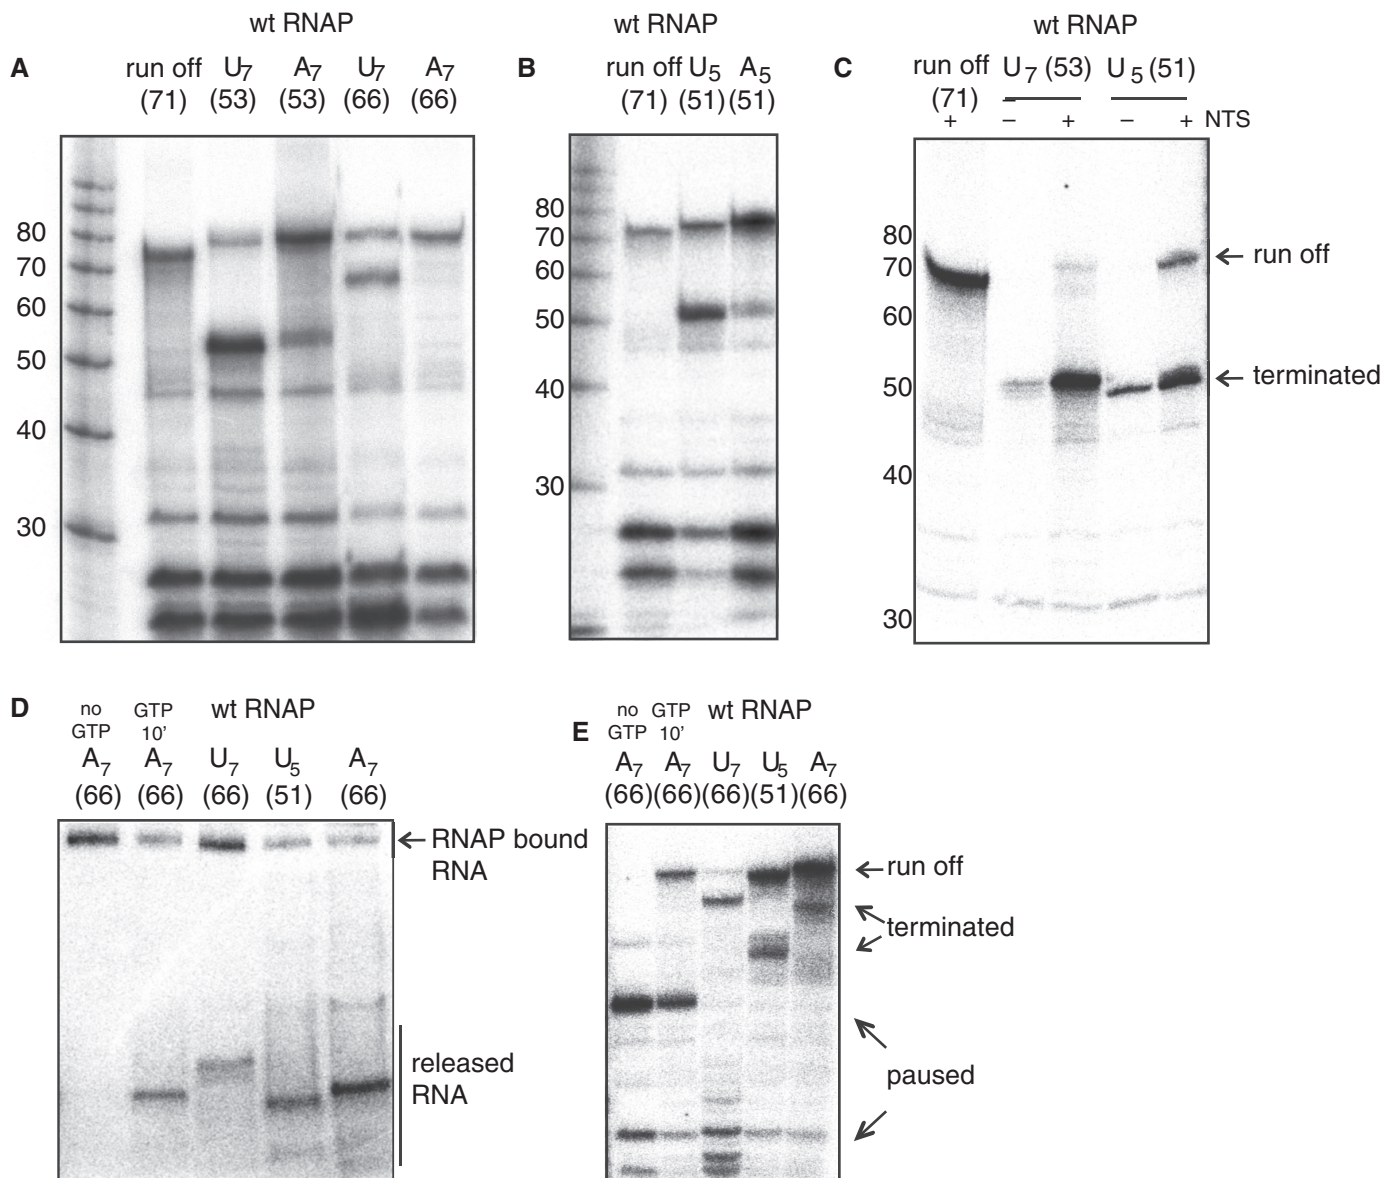 wt RNAP
A run off U7 A7 U7 A7
(71) (53) (53) (66) (66)
80
70
60
50
40
30
wt RNAP
B run off U5 A5
(71) (51) (51)
80
70
60
50
40
30
wt RNAP
C run off U7 (53) U5 (51)
(71)
+ – + – + NTS
80
70
60
50
40
30
run off
terminated
D no GTP wt RNAP
GTP 10'
A7 A7 U7 U5 A7
(66) (66) (66) (51) (66)
RNAP bound
RNA
released
RNA
E no GTP wt RNAP
GTP 10'
A7 A7 U7 U5 A7
(66) (66) (66) (51) (66)
run off
terminated
paused